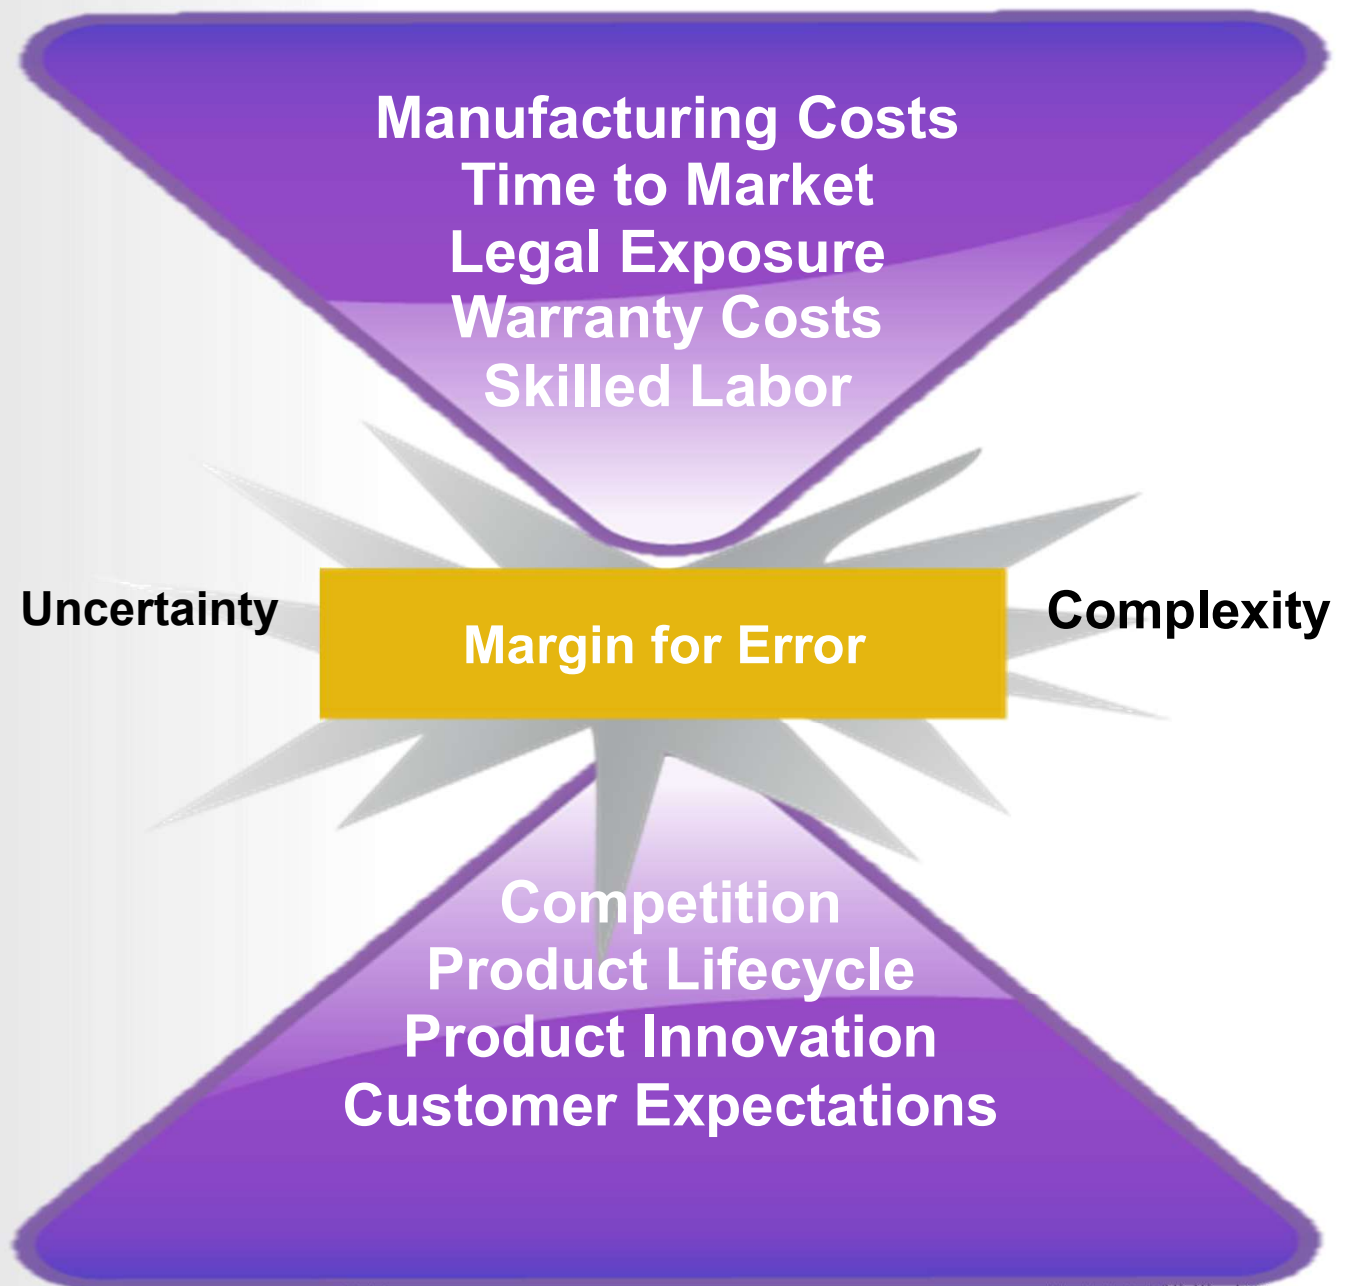 Manufacturing Costs
Time to Market
Legal Exposure
Warranty Costs
Skilled Labor
Uncertainty
Margin for Error
Complexity
Competition
Product Lifecycle
Product Innovation
Customer Expectations